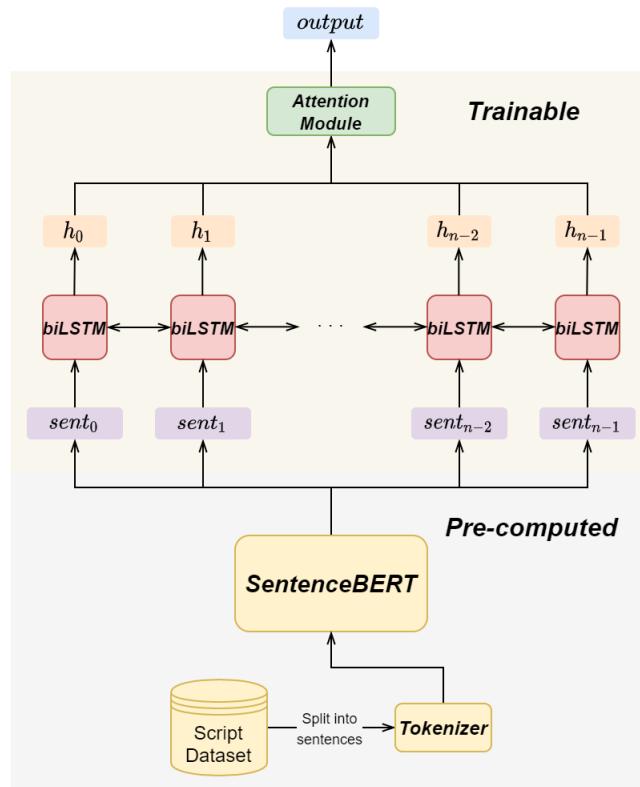 output
Attention
Module
Trainable
h₀ h₁ hₙ₋₂ hₙ₋₁
biLSTM biLSTM . . . biLSTM biLSTM
sent₀ sent₁ sentₙ₋₂ sentₙ₋₁
Pre-computed
SentenceBERT
Script
Dataset
Split into
sentences
Tokenizer